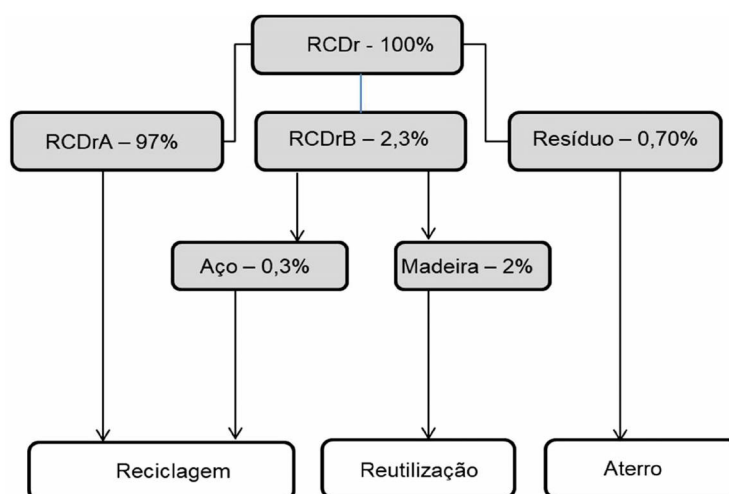 RCDr - 100%
RCDrA – 97%
RCDrB – 2,3%
Resíduo – 0,70%
Aço – 0,3%
Madeira – 2%
Reciclagem
Reutilização
Aterro